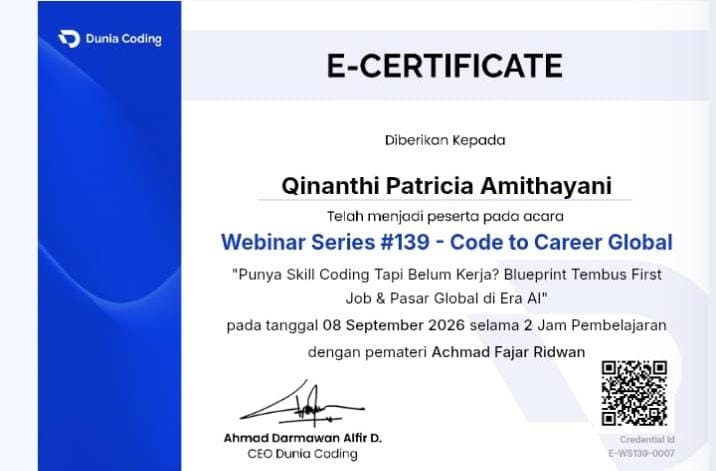 Dunia Coding
E-CERTIFICATE
Diberikan Kepada
Qinanthi Patricia Amithayani
Telah menjadi peserta pada acara
Webinar Series #139 - Code to Career Global
"Punya Skill Coding Tapi Belum Kerja? Blueprint Tembus First
Job & Pasar Global di Era AI"
pada tanggal 08 September 2026 selama 2 Jam Pembelajaran
dengan pemateri Achmad Fajar Ridwan
Ahmad Darmawan Alfir D.
CEO Dunia Coding
Credential Id
E-WS139-0007